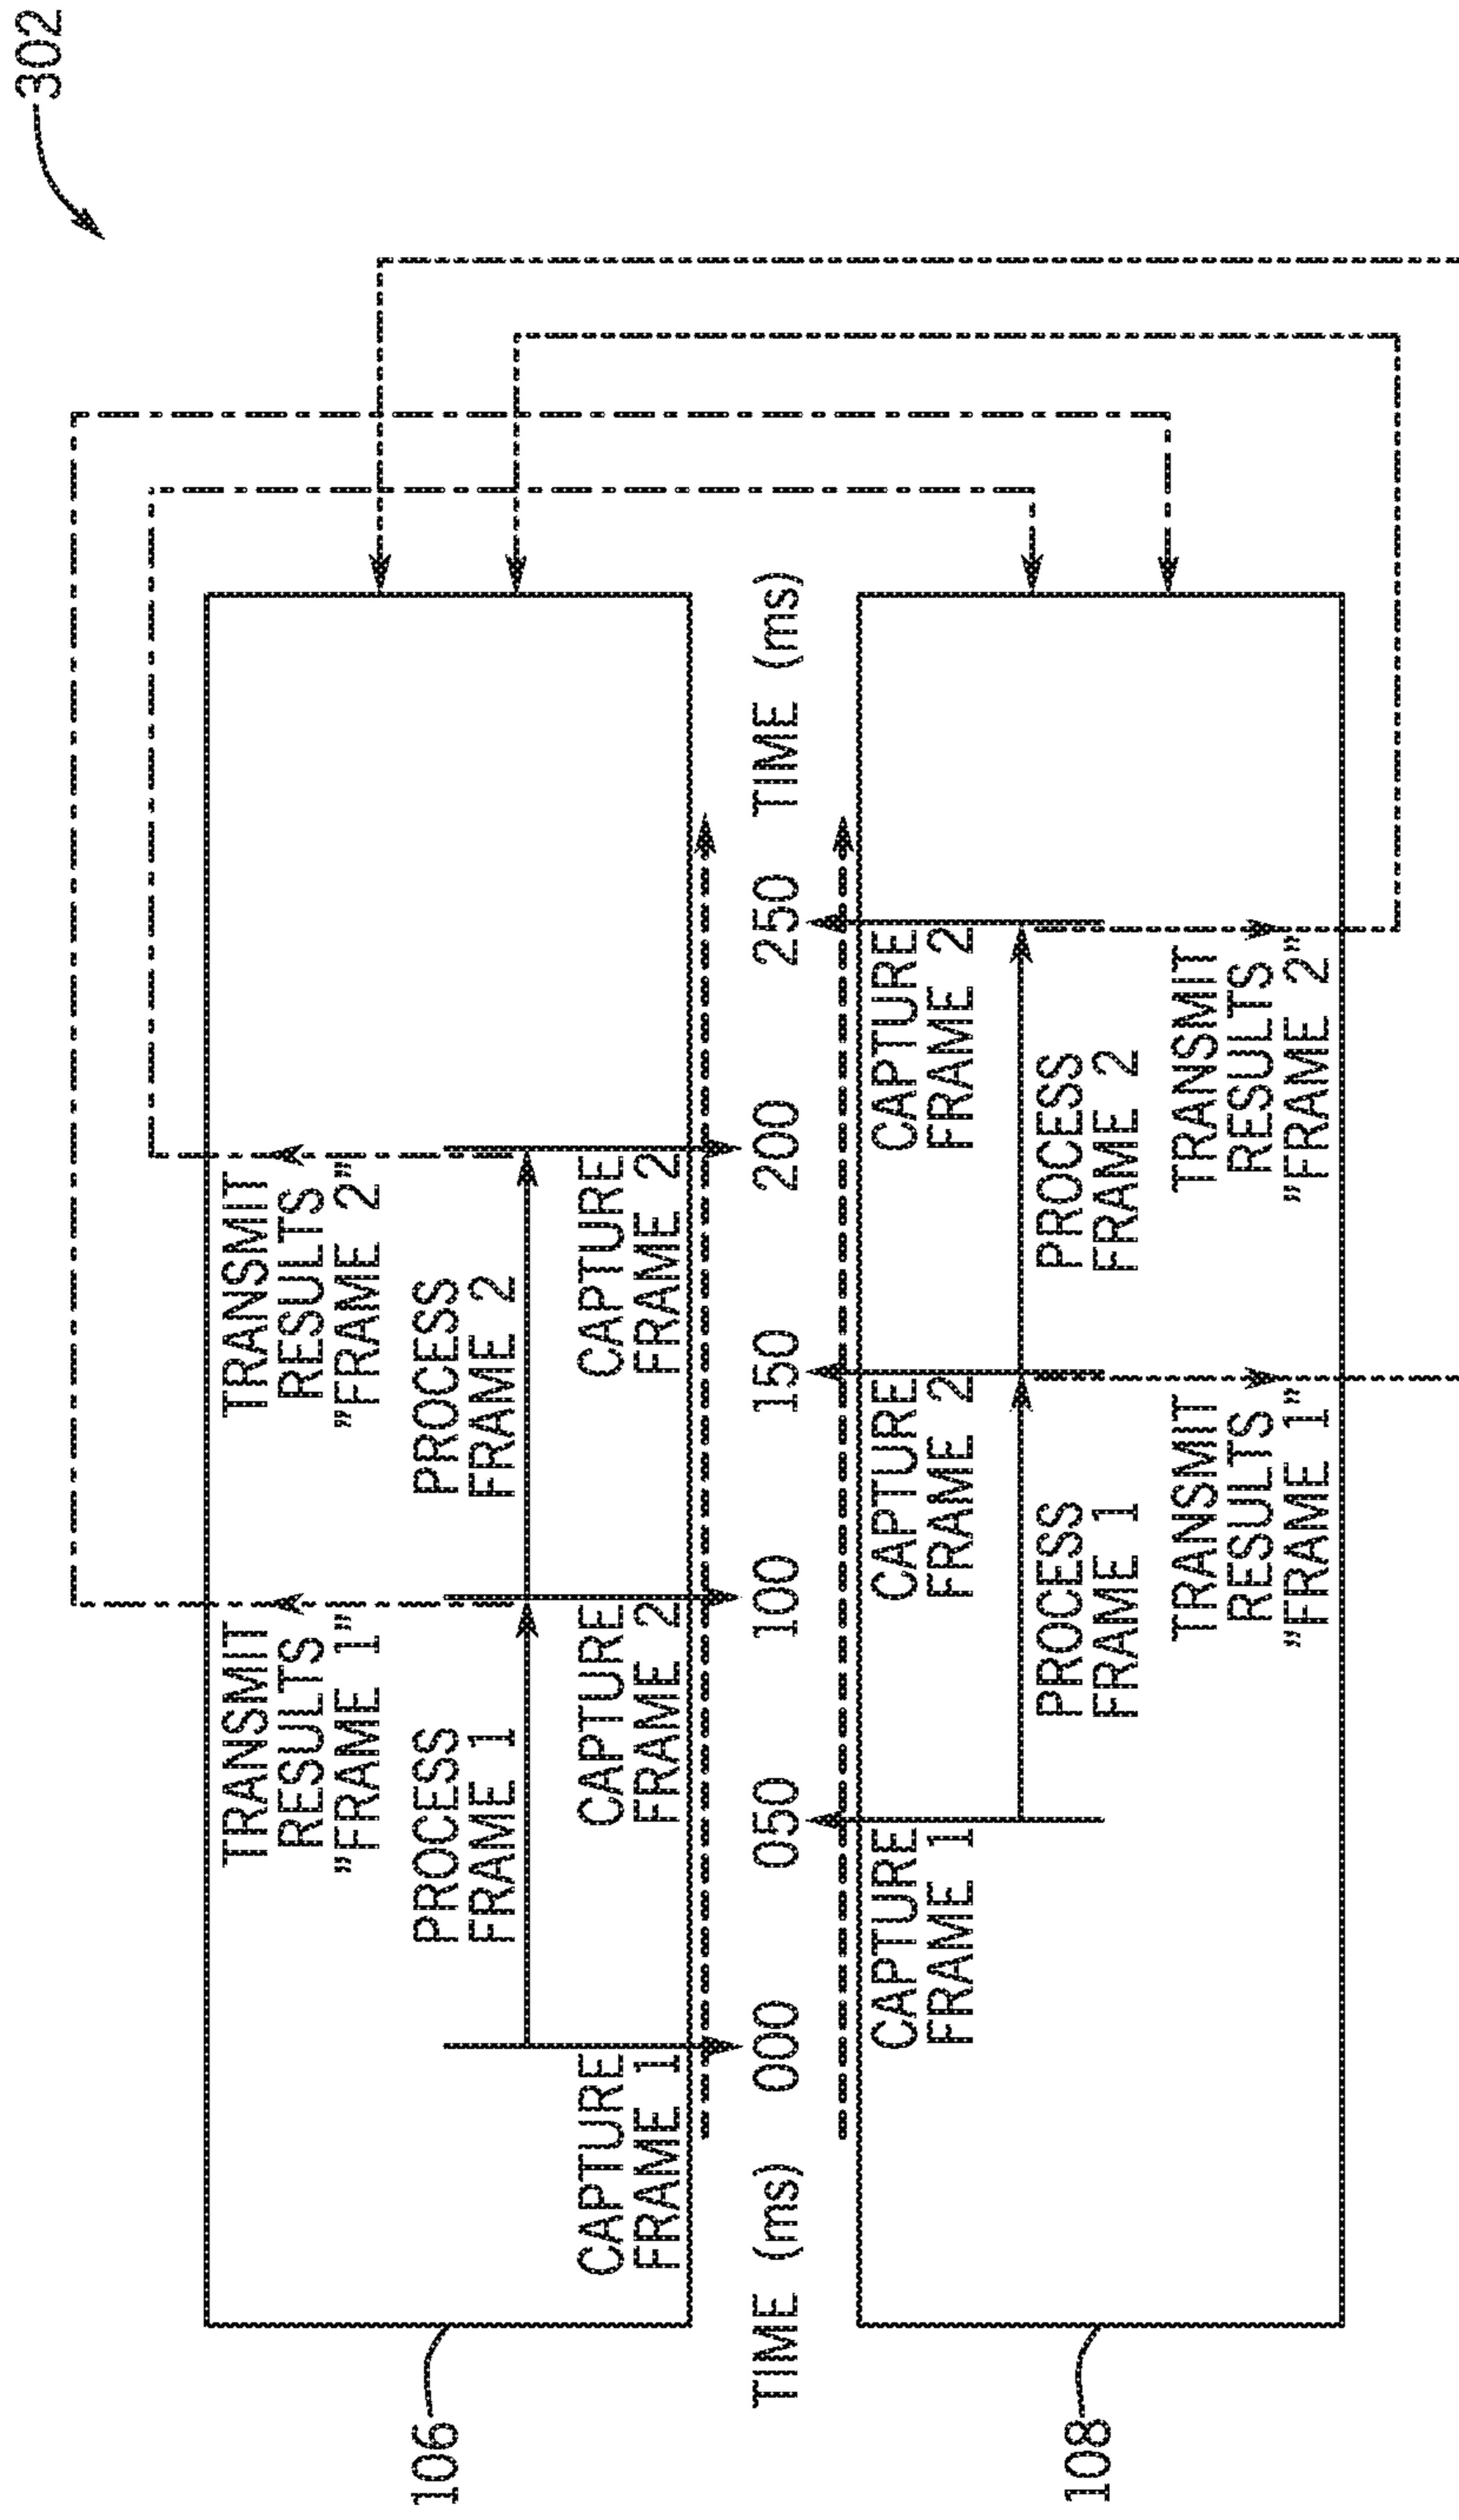 302
106
TRANSMIT
RESULTS
"FRAME 1"
TRANSMIT
RESULTS
"FRAME 2"
PROCESS
FRAME 1
PROCESS
FRAME 2
CAPTURE
FRAME 1
CAPTURE
FRAME 2
CAPTURE
FRAME 2
TIME (ms) 000 050 100 150 200 250 TIME (ms)
108
CAPTURE
FRAME 1
CAPTURE
FRAME 2
CAPTURE
FRAME 2
PROCESS
FRAME 1
PROCESS
FRAME 2
TRANSMIT
RESULTS
"FRAME 1"
TRANSMIT
RESULTS
"FRAME 2"